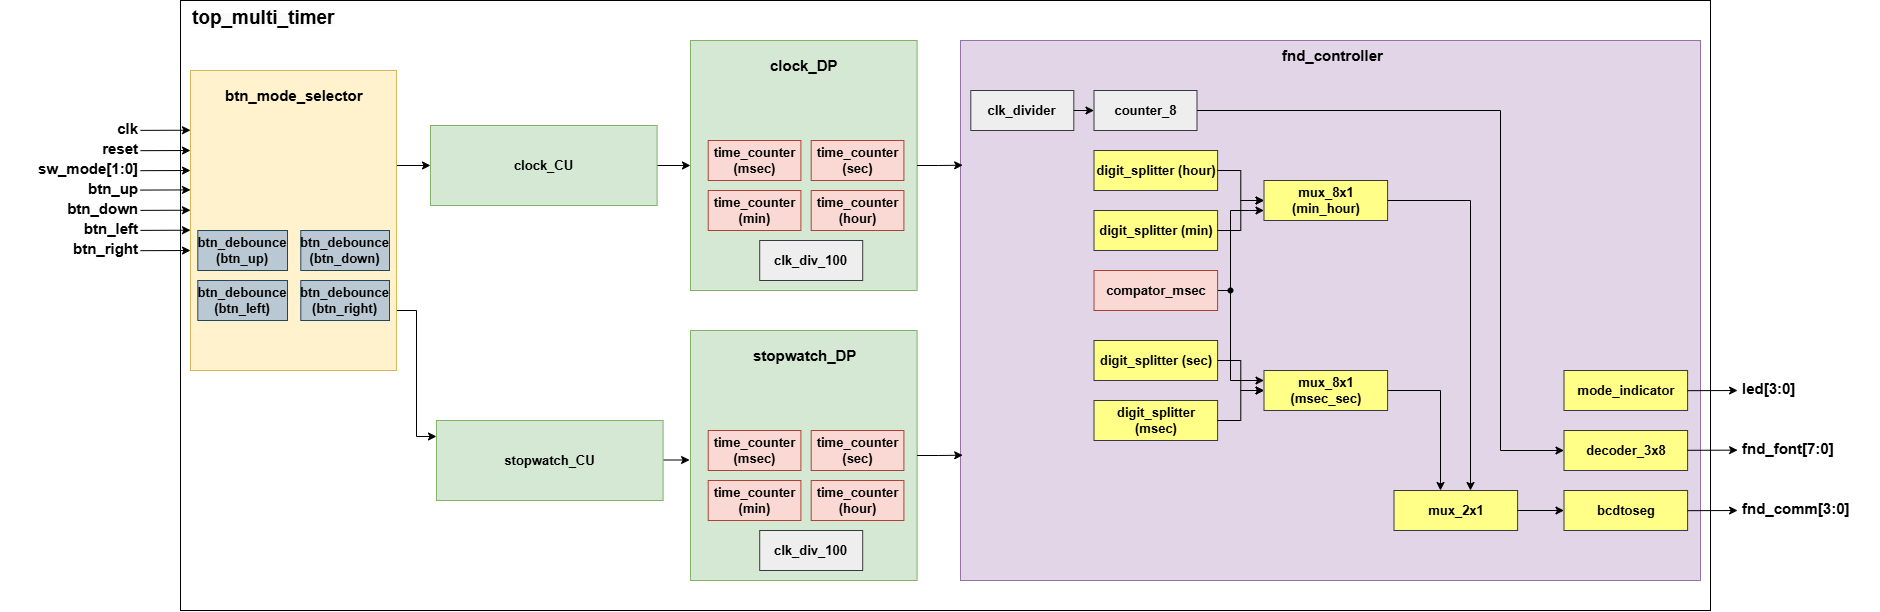 top_multi_timer
clk
reset
sw_mode[1:0]
btn_up
btn_down
btn_left
btn_right
btn_mode_selector
btn_debounce
(btn_up)
btn_debounce
(btn_down)
btn_debounce
(btn_left)
btn_debounce
(btn_right)
clock_CU
stopwatch_CU
clock_DP
time_counter
(msec)
time_counter
(sec)
time_counter
(min)
time_counter
(hour)
clk_div_100
stopwatch_DP
time_counter
(msec)
time_counter
(sec)
time_counter
(min)
time_counter
(hour)
clk_div_100
fnd_controller
clk_divider
counter_8
digit_splitter (hour)
digit_splitter (min)
compator_msec
digit_splitter (sec)
digit_splitter
(msec)
mux_8x1
(min_hour)
mux_8x1
(msec_sec)
mux_2x1
mode_indicator
decoder_3x8
bcdtoseg
led[3:0]
fnd_font[7:0]
fnd_comm[3:0]